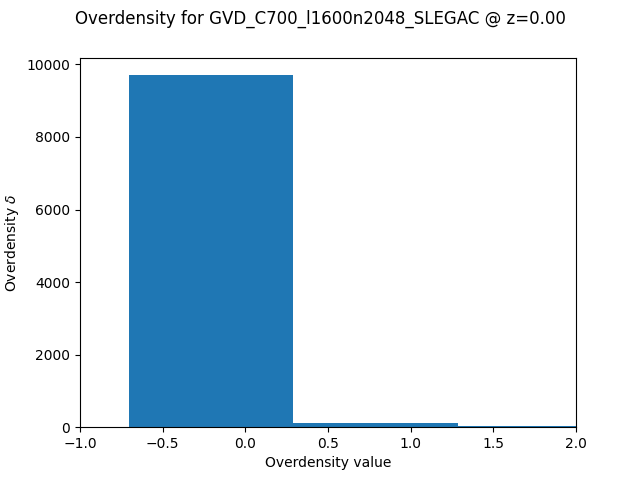 Overdensity for GVD_C700_l1600n2048_SLEGAC @ z=0.00
10000
8000
6000
4000
2000
0
Overdensity δ
−1.0 −0.5 0.0 0.5 1.0 1.5 2.0
Overdensity value